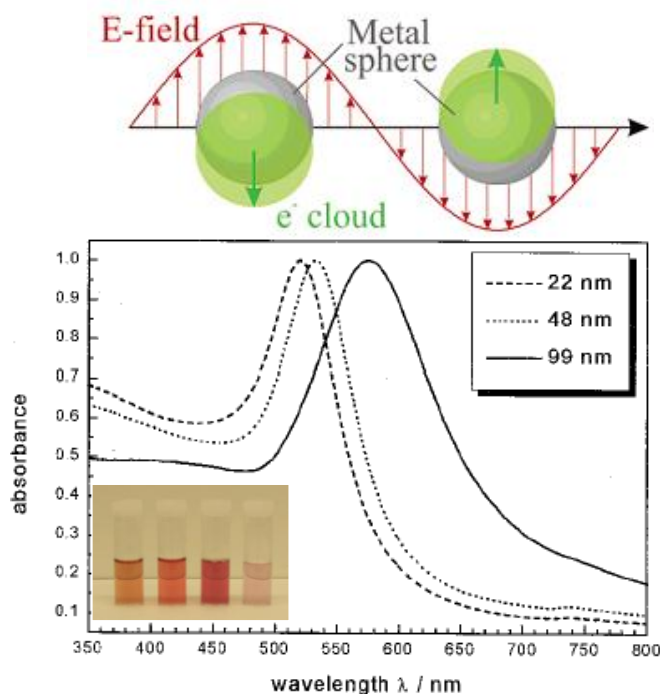 E-field
Metal
sphere
e⁻ cloud
1.0
0.9
0.8
0.7
0.6
0.5
0.4
0.3
0.2
0.1
absorbance
22 nm
48 nm
99 nm
350 400 450 500 550 600 650 700 750 800
wavelength λ / nm